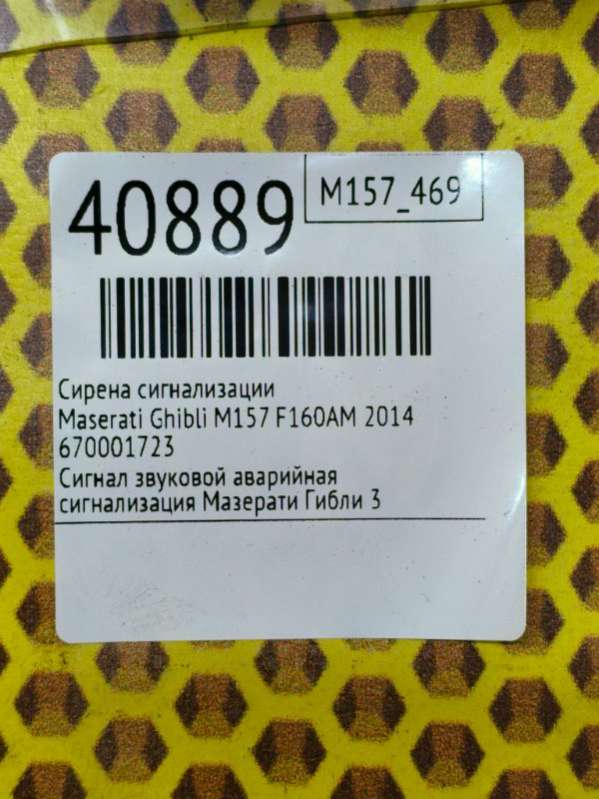 40889
M157_469
Сирена сигнализации
Maserati Ghibli M157 F160AM 2014
670001723
Сигнал звуковой аварийная
сигнализация Мазерати Гибли 3